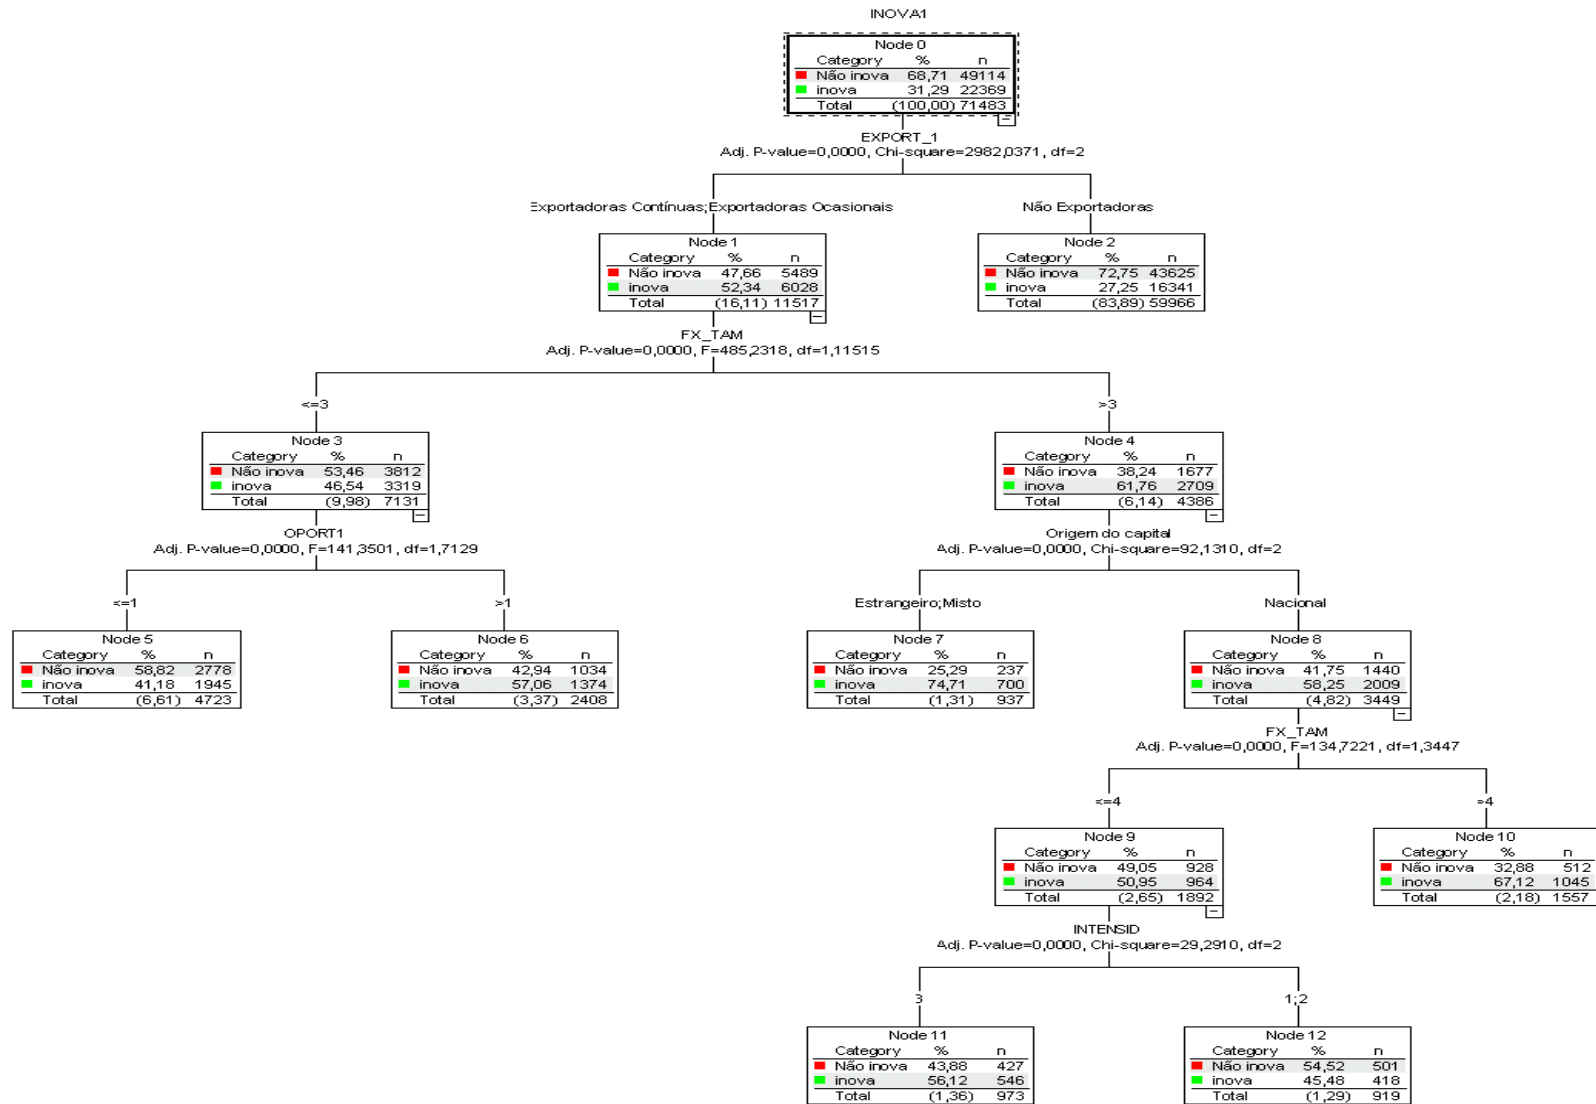 INOVA1
Node 0
Category % n
Não inova 68,71 49114
inova 31,29 22369
Total (100,00) 71483
EXPORT_1
Adj. P-value=0,0000, Chi-square=2982,0371, df=2
Exportadoras Contínuas;Exportadoras Ocasionais
Não Exportadoras
Node 1
Category % n
Não inova 47,66 5489
inova 52,34 6028
Total (16,11) 11517
Node 2
Category % n
Não inova 72,75 43625
inova 27,25 16341
Total (83,89) 59966
FX_TAM
Adj. P-value=0,0000, F=485,2318, df=1,11515
<=3
>3
Node 3
Category % n
Não inova 53,46 3812
inova 46,54 3319
Total (9,98) 7131
Node 4
Category % n
Não inova 38,24 1677
inova 61,76 2709
Total (6,14) 4386
OPORT1
Adj. P-value=0,0000, F=141,3501, df=1,7129
Origem do capital
Adj. P-value=0,0000, Chi-square=92,1310, df=2
<=1
>1
Estrangeiro;Misto
Nacional
Node 5
Category % n
Não inova 58,82 2778
inova 41,18 1945
Total (6,61) 4723
Node 6
Category % n
Não inova 42,94 1034
inova 57,06 1374
Total (3,37) 2408
Node 7
Category % n
Não inova 25,29 237
inova 74,71 700
Total (1,31) 937
Node 8
Category % n
Não inova 41,75 1440
inova 58,25 2009
Total (4,82) 3449
FX_TAM
Adj. P-value=0,0000, F=134,7221, df=1,3447
<=4
>4
Node 9
Category % n
Não inova 49,05 928
inova 50,95 964
Total (2,65) 1892
Node 10
Category % n
Não inova 32,88 512
inova 67,12 1045
Total (2,18) 1557
INTENSID
Adj. P-value=0,0000, Chi-square=29,2910, df=2
3
1;2
Node 11
Category % n
Não inova 43,88 427
inova 56,12 546
Total (1,36) 973
Node 12
Category % n
Não inova 54,52 501
inova 45,48 418
Total (1,29) 919